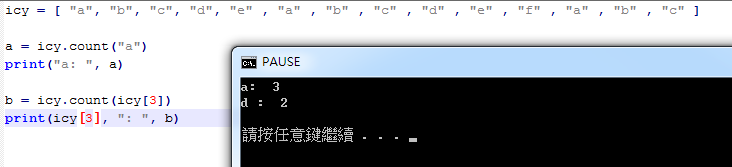 icy = [ "a", "b", "c", "d", "e" , "a" , "b" , "c" , "d" , "e" , "f" , "a" , "b" , "c" ]
a = icy.count("a")
print("a: ", a)
b = icy.count(icy[3])
print(icy[3], ": ", b)
C:\. PAUSE
a:  3
d :  2
請按任意鍵繼續 . . .